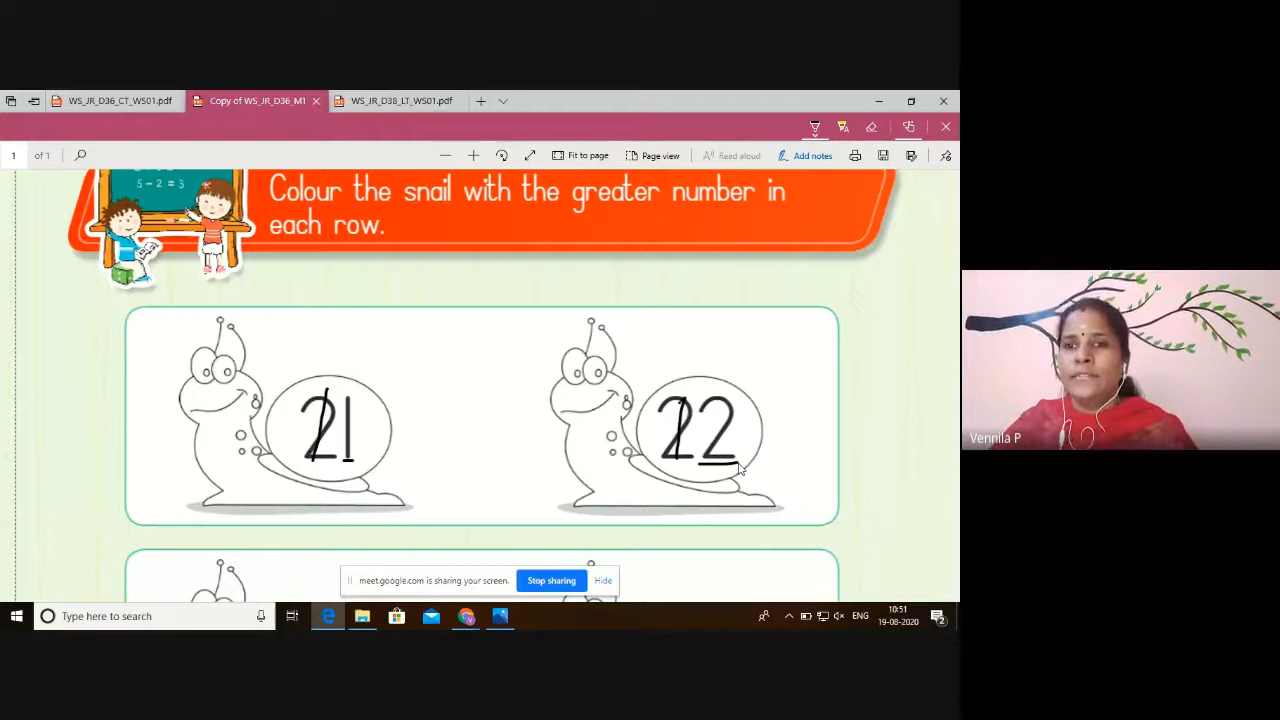 WS_JR_D36_CT_WS01.pdf
Copy of WS_JR_D36_M1
WS_JR_D38_LT_WS01.pdf
1 of 1
Fit to page
Page view
Read aloud
Add notes
5 - 2 = 3
Colour the snail with the greater number in
each row.
21
22
Vennila P
meet.google.com is sharing your screen.
Stop sharing
Hide
Type here to search
ENG
10:51
19-08-2020
2